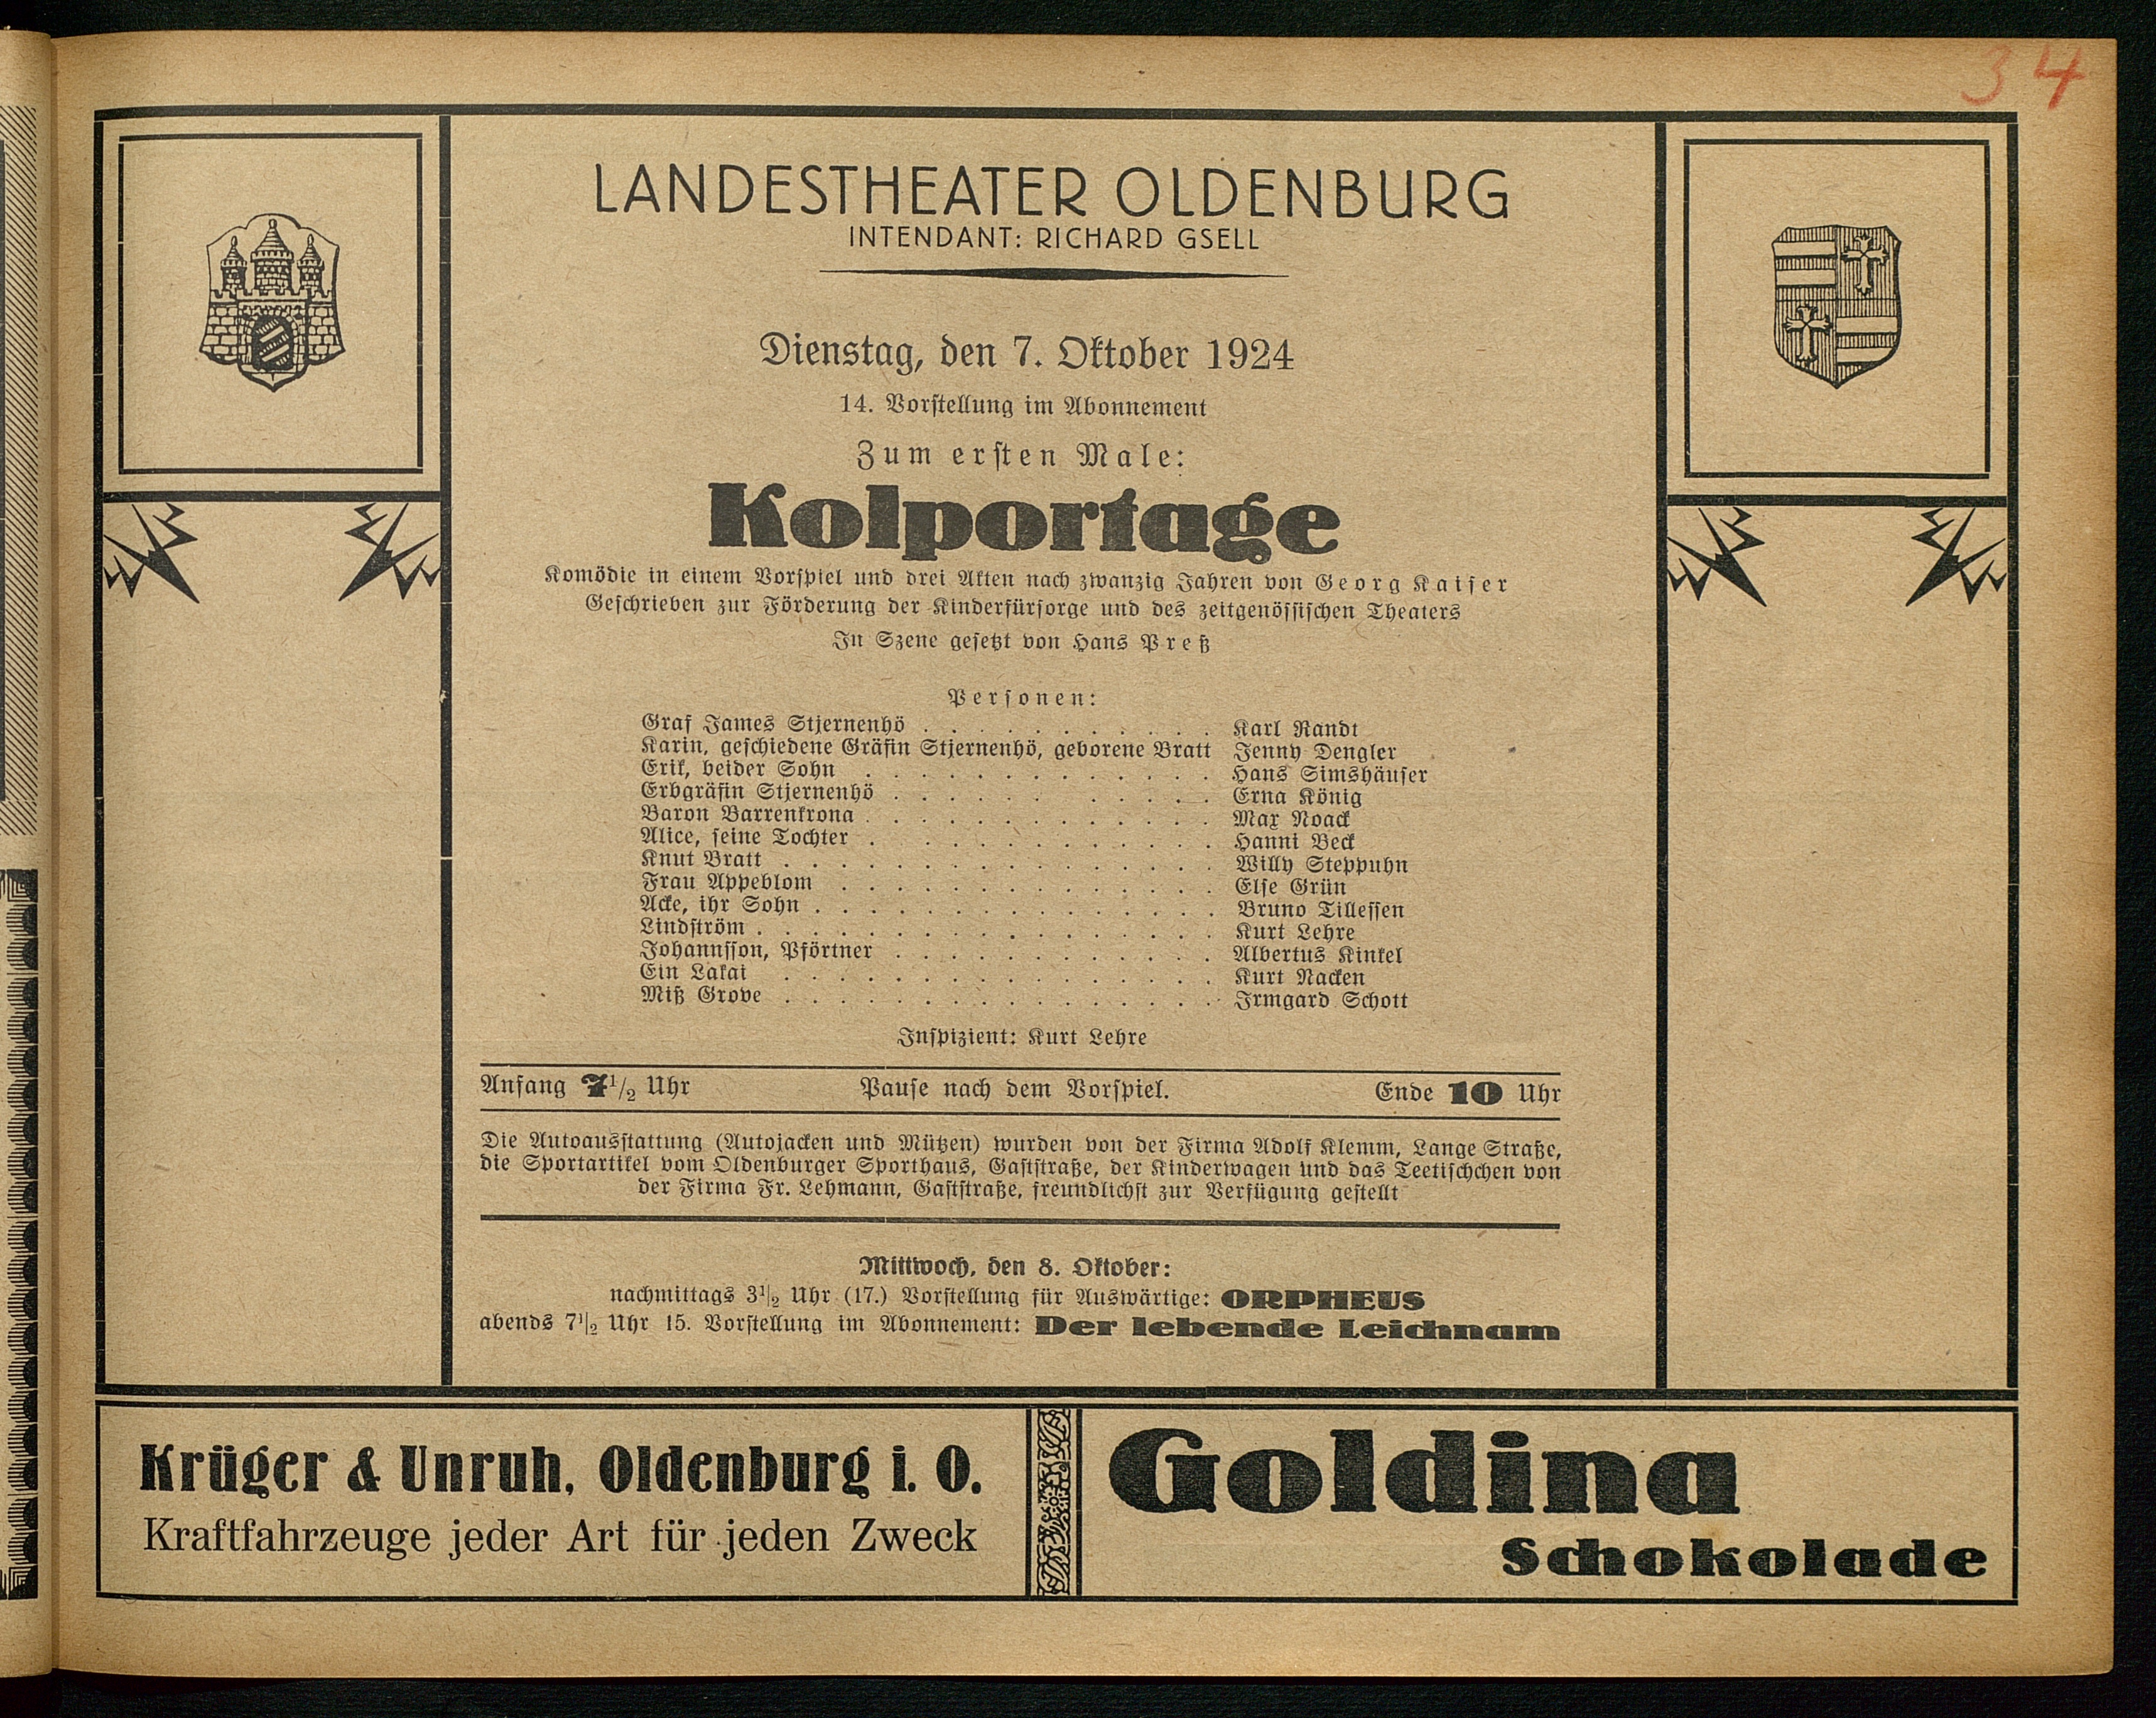 34
LANDESTHEATER OLDENBURG
INTENDANT: RICHARD GSELL
Dienstag, den 7. Oktober 1924
14. Vorstellung im Abonnement
Zum ersten Male:
Kolportage
Komödie in einem Vorspiel und drei Akten nach zwanzig Jahren von Georg Kaiser
Geschrieben zur Förderung der Kinderfürsorge und des zeitgenössischen Theaters
In Szene gesetzt von Hans Preß
Personen:
Graf James Stjernenhö . . . . . . . . . . . Karl Randt
Karin, geschiedene Gräfin Stjernenhö, geborene Bratt Jenny Dengler
Erik, beider Sohn . . . . . . . . . . . . . Hans Simshäuser
Erbgräfin Stjernenhö . . . . . . . . . . . Erna König
Baron Barrenkrona . . . . . . . . . . . . . Max Noack
Alice, seine Tochter . . . . . . . . . . . . Hanni Beck
Knut Bratt . . . . . . . . . . . . . . . . Willy Steppuhn
Frau Appeblom . . . . . . . . . . . . . . Else Grün
Acke, ihr Sohn . . . . . . . . . . . . . . . Bruno Tillessen
Lindström . . . . . . . . . . . . . . . . . Kurt Lehre
Johannsson, Pförtner . . . . . . . . . . . . Albertus Kinkel
Ein Lakai . . . . . . . . . . . . . . . . Kurt Nacken
Miß Grove . . . . . . . . . . . . . . . . Irmgard Schott
Inspizient: Kurt Lehre
Anfang 7 1/2 Uhr Pause nach dem Vorspiel. Ende 10 Uhr
Die Autoausstattung (Autojacken und Mützen) wurden von der Firma Adolf Klemm, Lange Straße,
die Sportartikel vom Oldenburger Sporthaus, Gaststraße, der Kinderwagen und das Teetischchen von
der Firma Fr. Lehmann, Gaststraße, freundlichst zur Verfügung gestellt
Mittwoch, den 8. Oktober:
nachmittags 3 1/2 Uhr (17.) Vorstellung für Auswärtige: ORPHEUS
abends 7 1/2 Uhr 15. Vorstellung im Abonnement: Der lebende Leichnam
Krüger & Unruh, Oldenburg i. O.
Kraftfahrzeuge jeder Art für jeden Zweck
Goldina
Schokolade